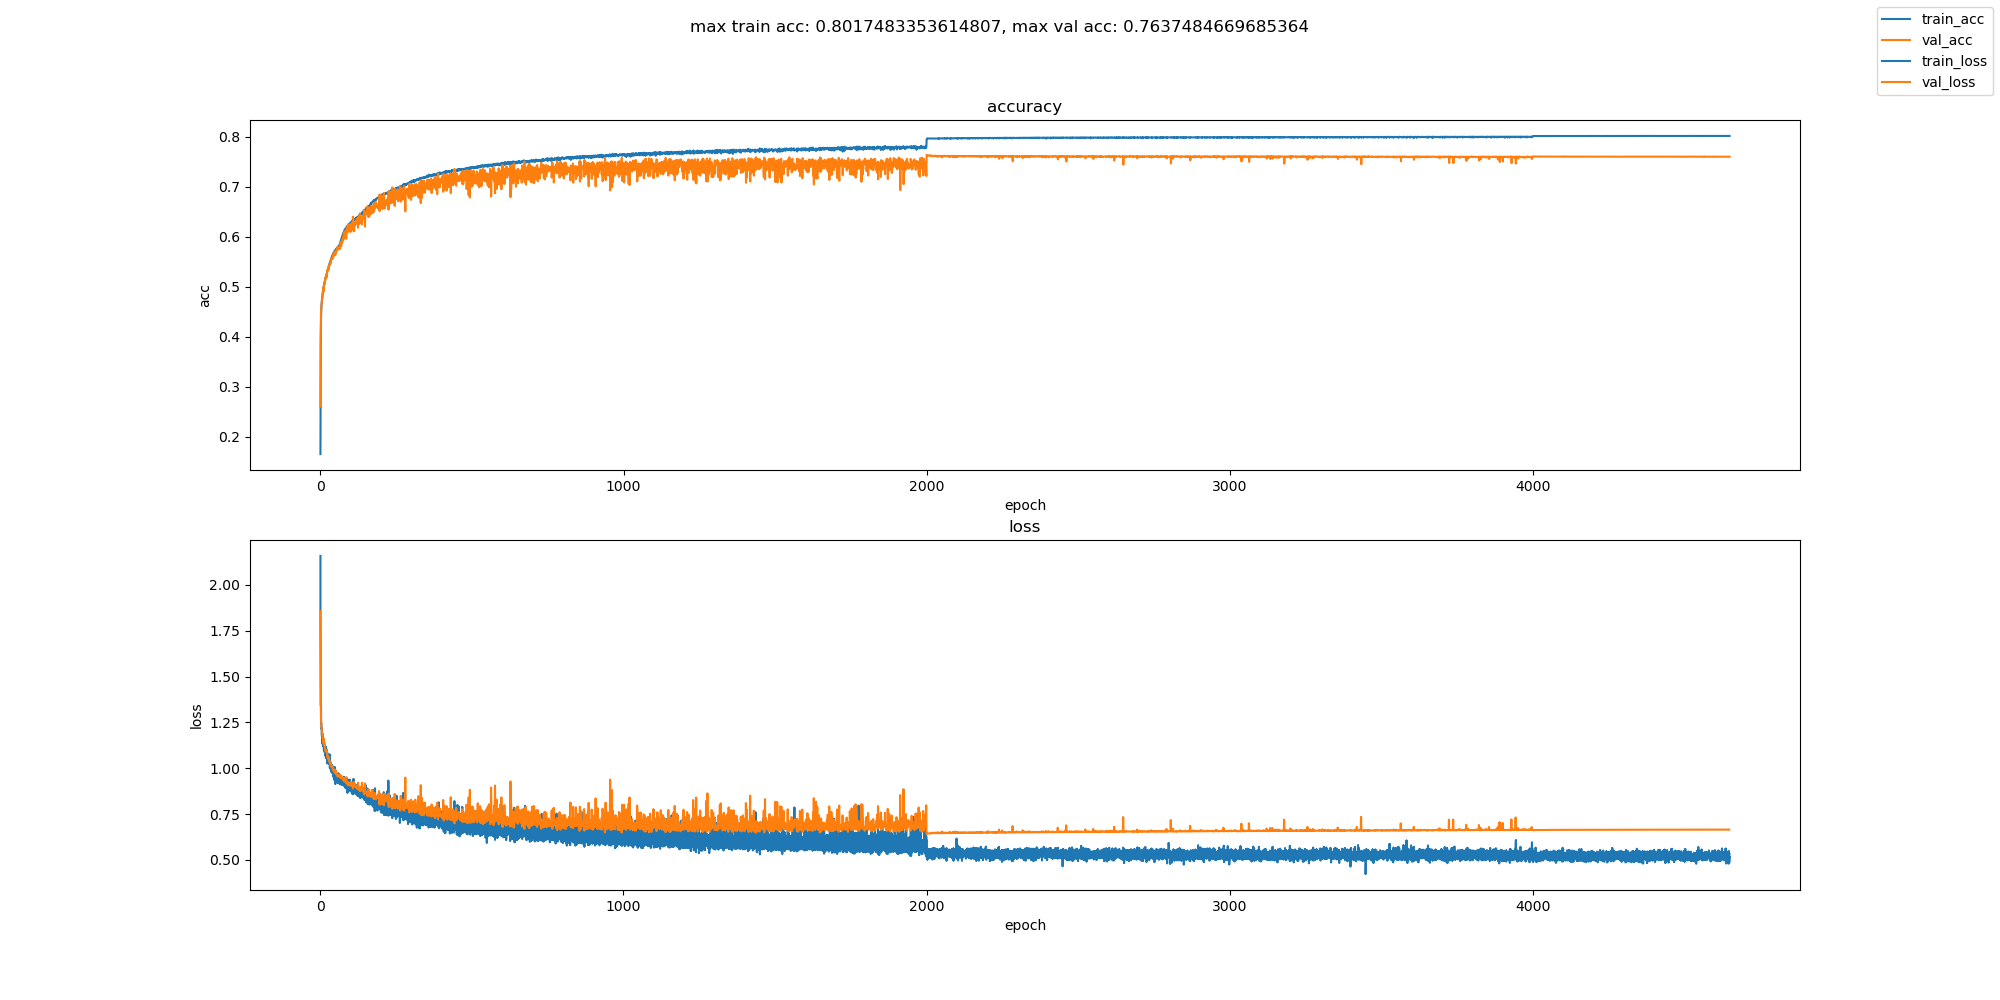 max train acc: 0.8017483353614807, max val acc: 0.7637484669685364
train_acc
val_acc
train_loss
val_loss
accuracy
0.8
0.7
0.6
0.5
0.4
0.3
0.2
acc
0
1000
2000
3000
4000
epoch
loss
2.00
1.75
1.50
1.25
1.00
0.75
0.50
loss
0
1000
2000
3000
4000
epoch